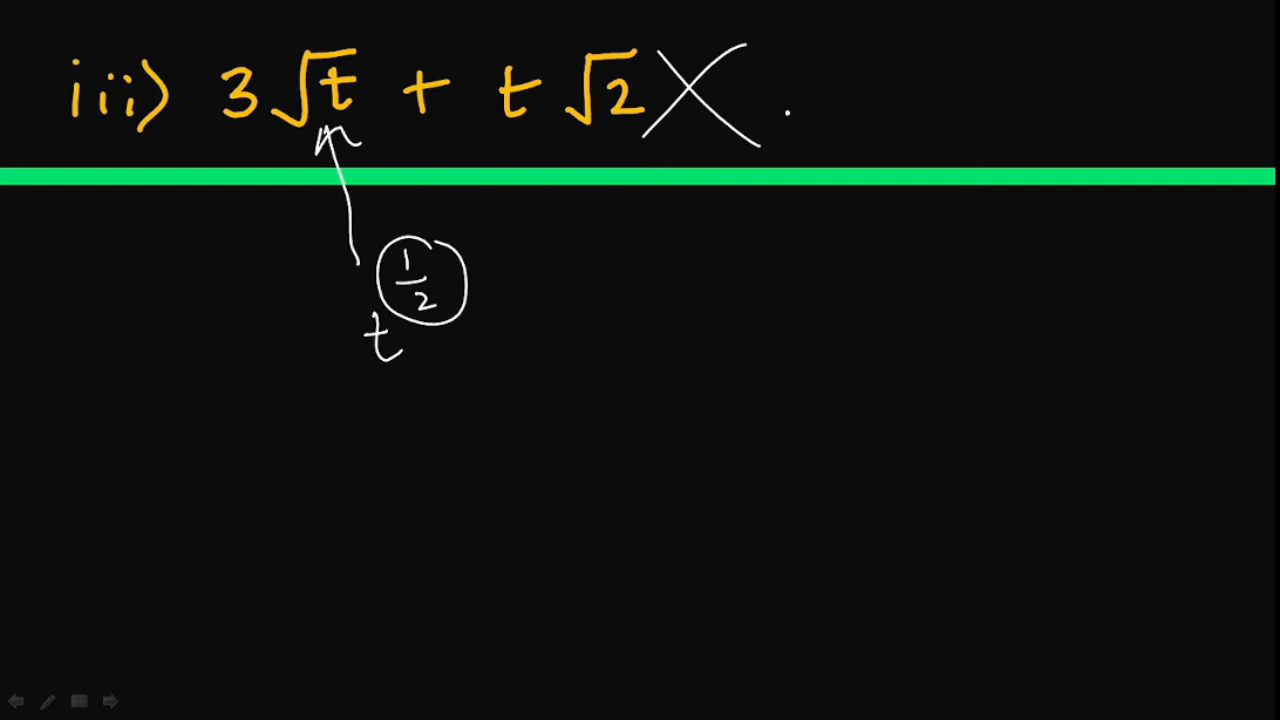 iii) 3√t + t√2 X .
t^(1/2)